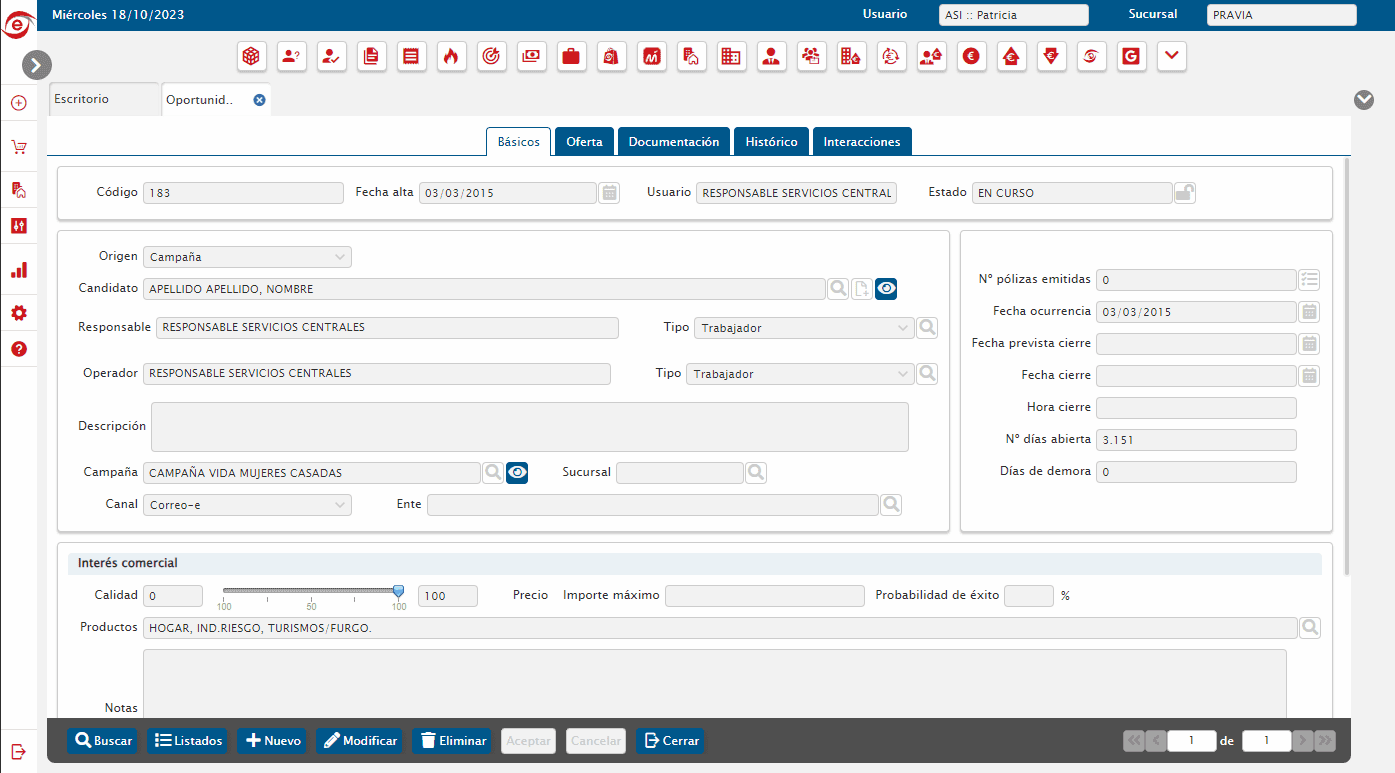 Miércoles 18/10/2023 Usuario ASI :: Patricia Sucursal PRAVIA
Escritorio Oportunid..
Básicos Oferta Documentación Histórico Interacciones
Código 183 Fecha alta 03/03/2015 Usuario RESPONSABLE SERVICIOS CENTRAL Estado EN CURSO
Origen Campaña
Candidato APELLIDO APELLIDO, NOMBRE
Responsable RESPONSABLE SERVICIOS CENTRALES Tipo Trabajador
Operador RESPONSABLE SERVICIOS CENTRALES Tipo Trabajador
Descripción
Campaña CAMPAÑA VIDA MUJERES CASADAS Sucursal
Canal Correo-e Ente
Nº pólizas emitidas 0
Fecha ocurrencia 03/03/2015
Fecha prevista cierre
Fecha cierre
Hora cierre
Nº días abierta 3.151
Días de demora 0
Interés comercial
Calidad 0 100 50 100 100 Precio Importe máximo Probabilidad de éxito %
Productos HOGAR, IND.RIESGO, TURISMOS/FURGO.
Notas
Buscar Listados Nuevo Modificar Eliminar Aceptar Cancelar Cerrar 1 de 1